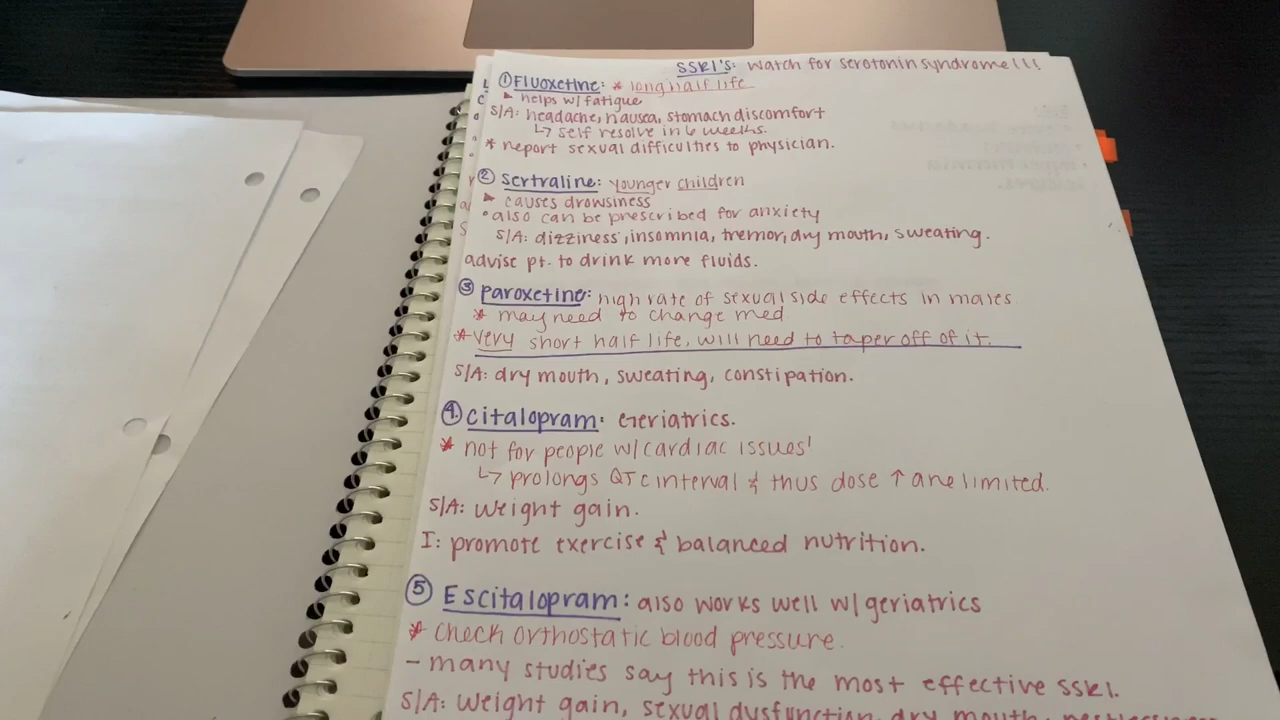 SSRI's: watch for serotonin syndrome!!!
① Fluoxetine: * long half life
▸ helps w/ fatigue
S/A: headache, nausea, stomach discomfort
↳ self resolve in 6 weeks.
* report sexual difficulties to physician.
② Sertraline: younger children
▸ causes drowsiness
• also can be prescribed for anxiety
S/A: dizziness, insomnia, tremor, dry mouth, sweating.
advise pt. to drink more fluids.
③ paroxetine: high rate of sexual side effects in males
* may need to change med
* very short half life, will need to taper off of it.
S/A: dry mouth, sweating, constipation.
④ Citalopram: geriatrics.
* not for people w/ cardiac issues!
↳ prolongs QTc interval & thus dose ↑ are limited.
S/A: weight gain.
I: promote exercise & balanced nutrition.
⑤ Escitalopram: also works well w/ geriatrics
* check orthostatic blood pressure.
- many studies say this is the most effective SSRI.
S/A: weight gain, sexual dysfunction, dry mouth, restlessness